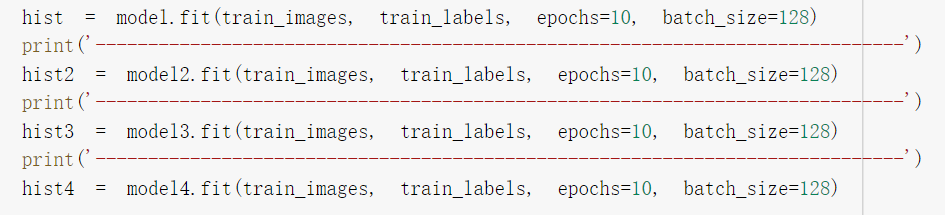 hist = model.fit(train_images, train_labels, epochs=10, batch_size=128)
print('-----------------------------------------------------------------------------')
hist2 = model2.fit(train_images, train_labels, epochs=10, batch_size=128)
print('-----------------------------------------------------------------------------')
hist3 = model3.fit(train_images, train_labels, epochs=10, batch_size=128)
print('-----------------------------------------------------------------------------')
hist4 = model4.fit(train_images, train_labels, epochs=10, batch_size=128)